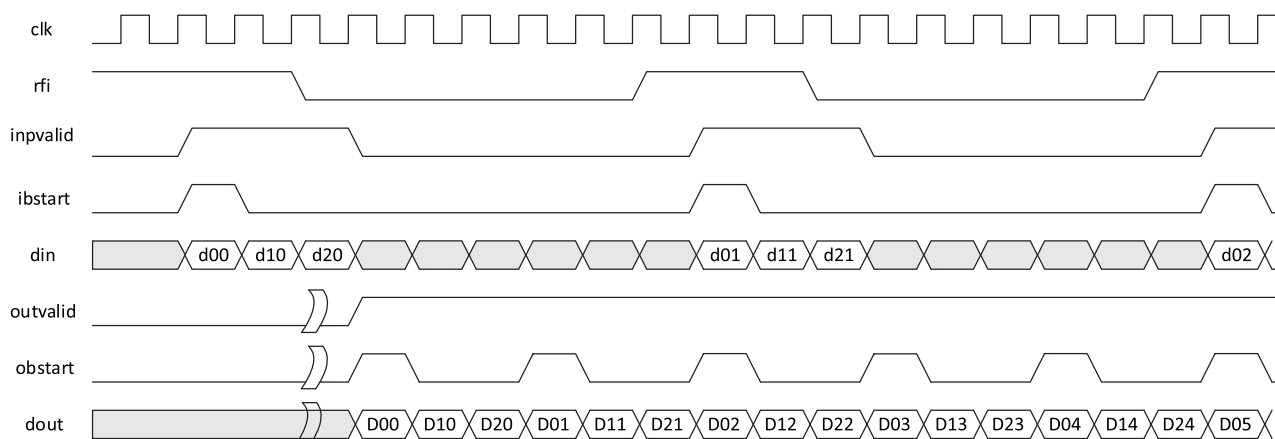 clk
rfi
inpvalid
ibstart
din d00 d10 d20 d01 d11 d21 d02
outvalid
obstart
dout D00 D10 D20 D01 D11 D21 D02 D12 D22 D03 D13 D23 D04 D14 D24 D05